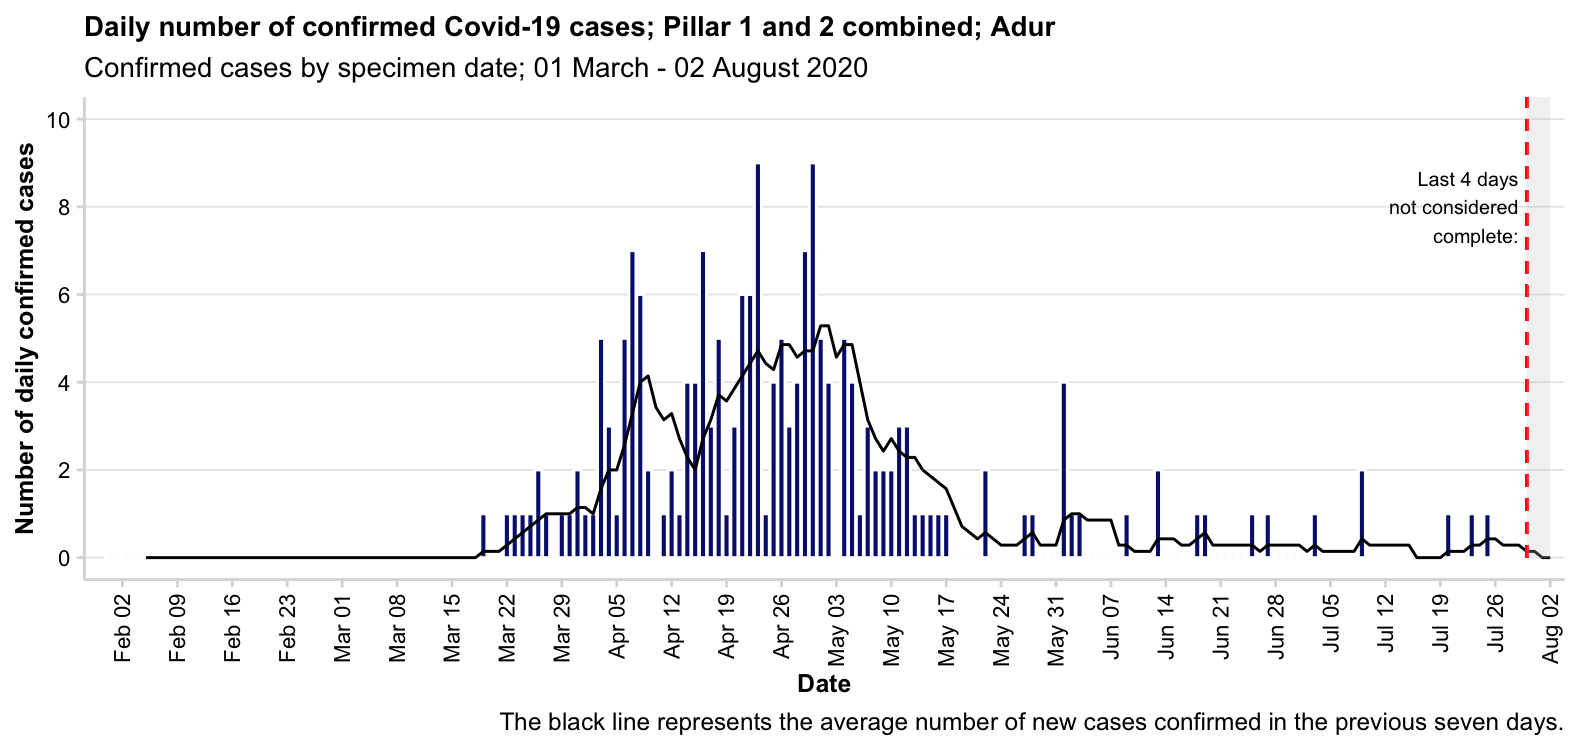 Daily number of confirmed Covid-19 cases; Pillar 1 and 2 combined; Adur
Confirmed cases by specimen date; 01 March - 02 August 2020
Number of daily confirmed cases
10
8
6
4
2
0
Last 4 days
not considered
complete:
Feb 02
Feb 09
Feb 16
Feb 23
Mar 01
Mar 08
Mar 15
Mar 22
Mar 29
Apr 05
Apr 12
Apr 19
Apr 26
May 03
May 10
May 17
May 24
May 31
Jun 07
Jun 14
Jun 21
Jun 28
Jul 05
Jul 12
Jul 19
Jul 26
Aug 02
Date
The black line represents the average number of new cases confirmed in the previous seven days.